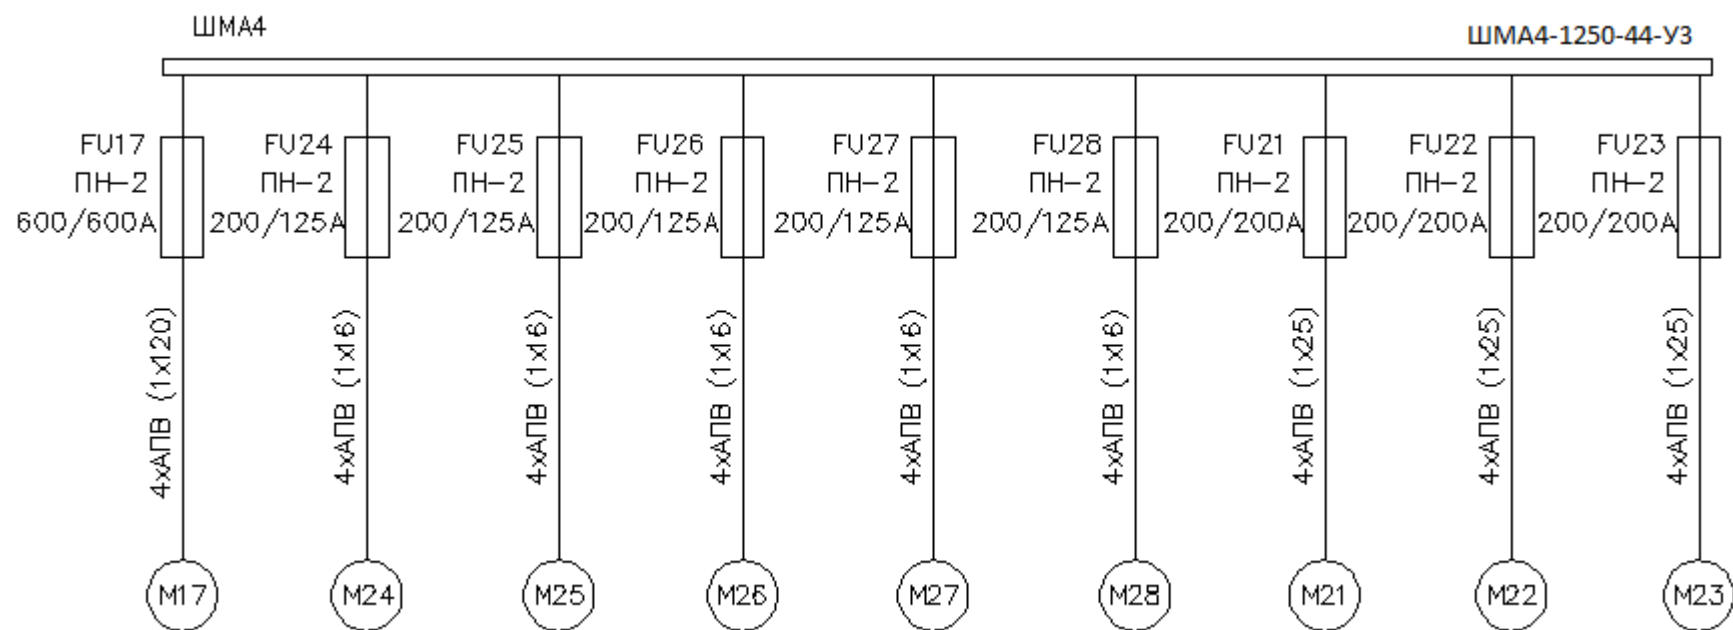 ШМА4
ШМА4-1250-44-У3
FU17
ПН-2
600/600А
FU24
ПН-2
200/125А
FU25
ПН-2
200/125А
FU26
ПН-2
200/125А
FU27
ПН-2
200/125А
FU28
ПН-2
200/125А
FU21
ПН-2
200/200А
FU22
ПН-2
200/200А
FU23
ПН-2
200/200А
4хАПВ (1х120)
4хАПВ (1х16)
4хАПВ (1х16)
4хАПВ (1х16)
4хАПВ (1х16)
4хАПВ (1х16)
4хАПВ (1х25)
4хАПВ (1х25)
4хАПВ (1х25)
М17
М24
М25
М26
М27
М28
М21
М22
М23